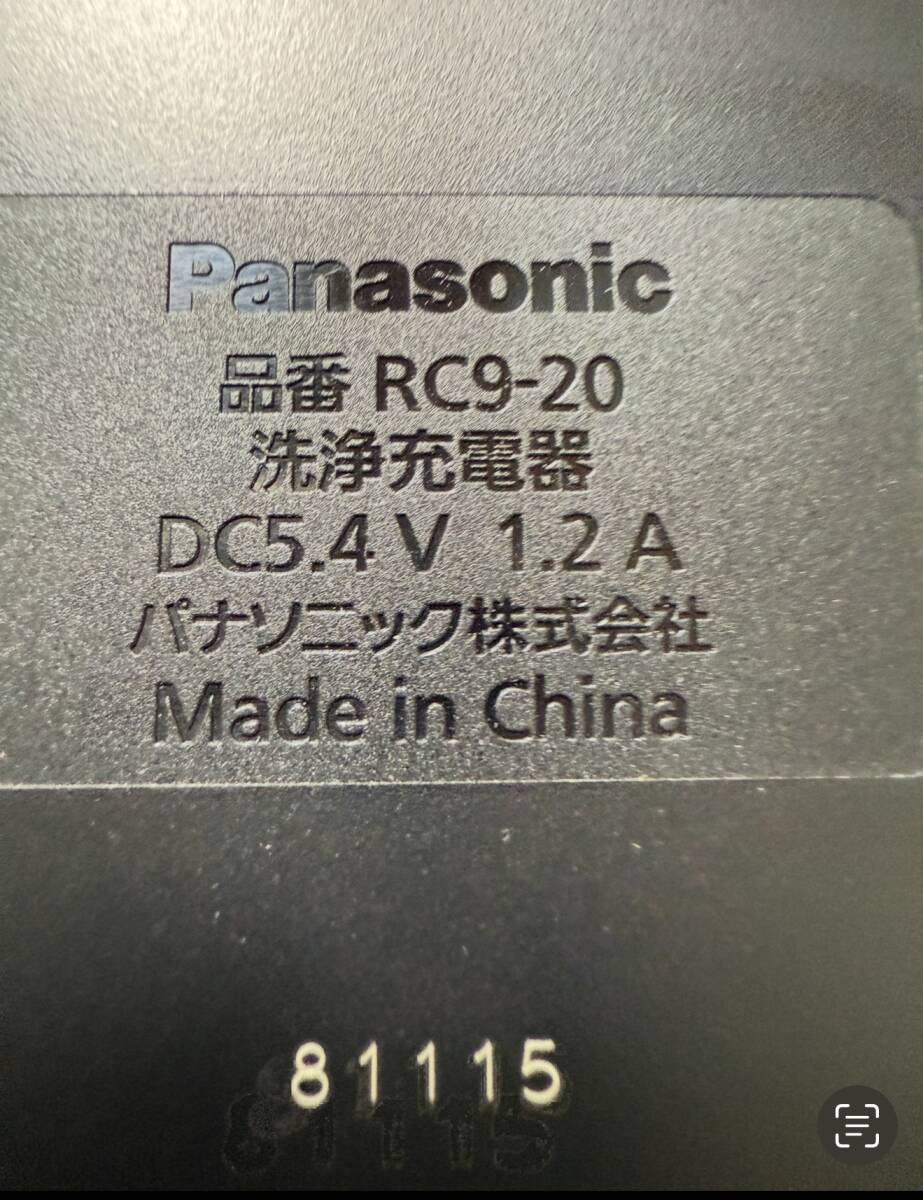 Panasonic
品番 RC9-20
洗浄充電器
DC5.4 V 1.2 A
パナソニック株式会社
Made in China
81115